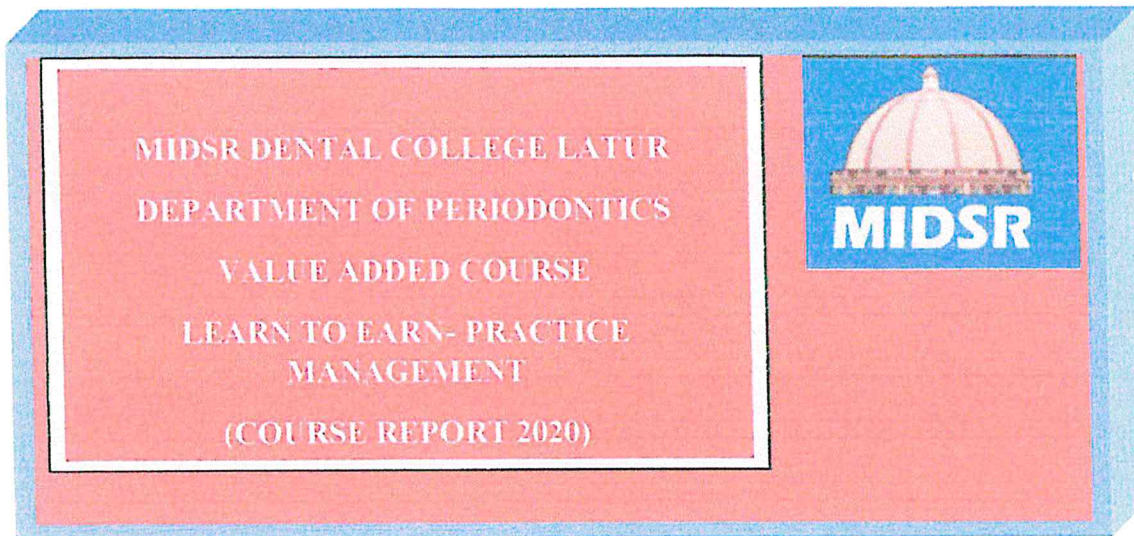 MIDSR DENTAL COLLEGE LATUR
DEPARTMENT OF PERIODONTICS
VALUE ADDED COURSE
LEARN TO EARN- PRACTICE
MANAGEMENT
(COURSE REPORT 2020)
MIDSR